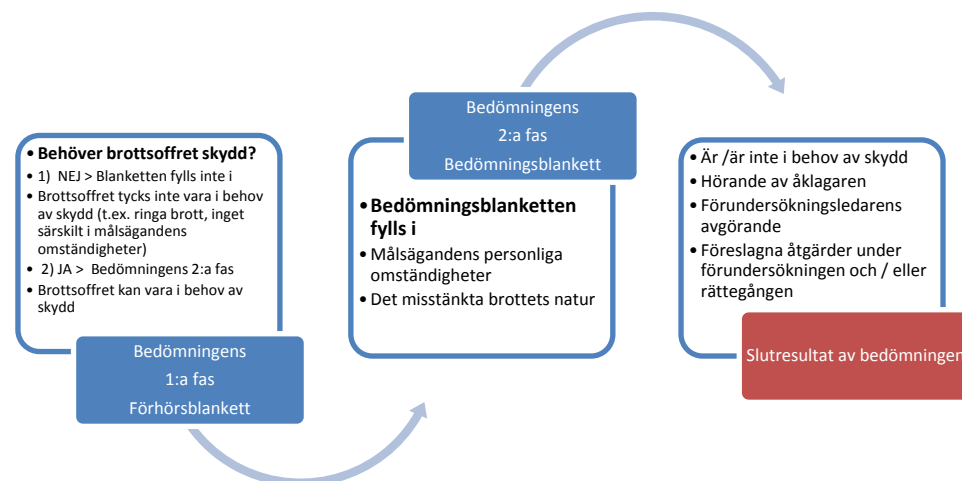 • Behöver brottsoffret skydd?
• 1) NEJ > Blanketten fylls inte i
• Brottsoffret tycks inte vara i behov
av skydd (t.ex. ringa brott, inget
särskilt i målsägandens
omständigheter)
• 2) JA > Bedömningens 2:a fas
• Brottsoffret kan vara i behov av
skydd
Bedömningens
1:a fas
Förhörsblankett
Bedömningens
2:a fas
Bedömningsblankett
• Bedömningsblanketten
fylls i
• Målsägandens personliga
omständigheter
• Det misstänkta brottets natur
• Är /är inte i behov av skydd
• Hörande av åklagaren
• Förundersökningsledarens
avgörande
• Föreslagna åtgärder under
förundersökningen och / eller
rättegången
Slutresultat av bedömningen